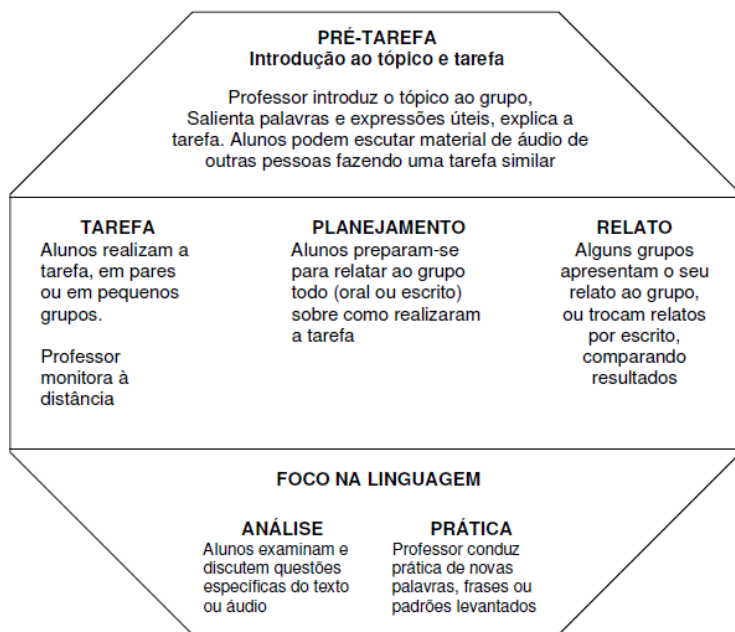 PRÉ-TAREFA
Introdução ao tópico e tarefa
Professor introduz o tópico ao grupo,
Salienta palavras e expressões úteis, explica a
tarefa. Alunos podem escutar material de áudio de
outras pessoas fazendo uma tarefa similar
TAREFA
Alunos realizam a
tarefa, em pares
ou em pequenos
grupos.
Professor
monitora à
distância
PLANEJAMENTO
Alunos preparam-se
para relatar ao grupo
todo (oral ou escrito)
sobre como realizaram
a tarefa
RELATO
Alguns grupos
apresentam o seu
relato ao grupo,
ou trocam relatos
por escrito,
comparando
resultados
FOCO NA LINGUAGEM
ANÁLISE
Alunos examinam e
discutem questões
específicas do texto
ou áudio
PRÁTICA
Professor conduz
prática de novas
palavras, frases ou
padrões levantados